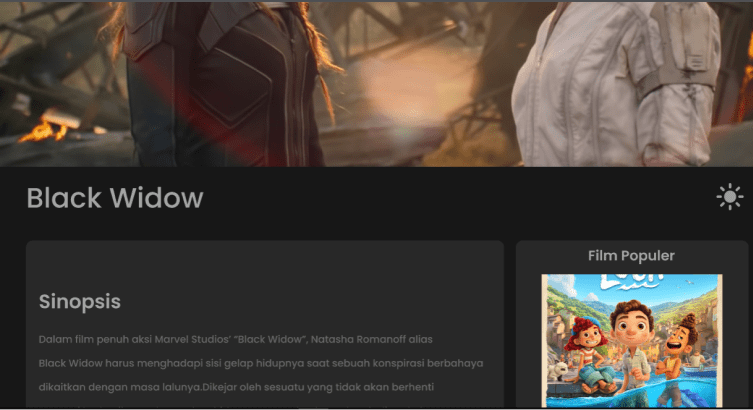 Black Widow
Sinopsis
Dalam film penuh aksi Marvel Studios' “Black Widow”, Natasha Romanoff alias
Black Widow harus menghadapi sisi gelap hidupnya saat sebuah konspirasi berbahaya
dikaitkan dengan masa lalunya.Dikejar oleh sesuatu yang tidak akan berhenti
Film Populer